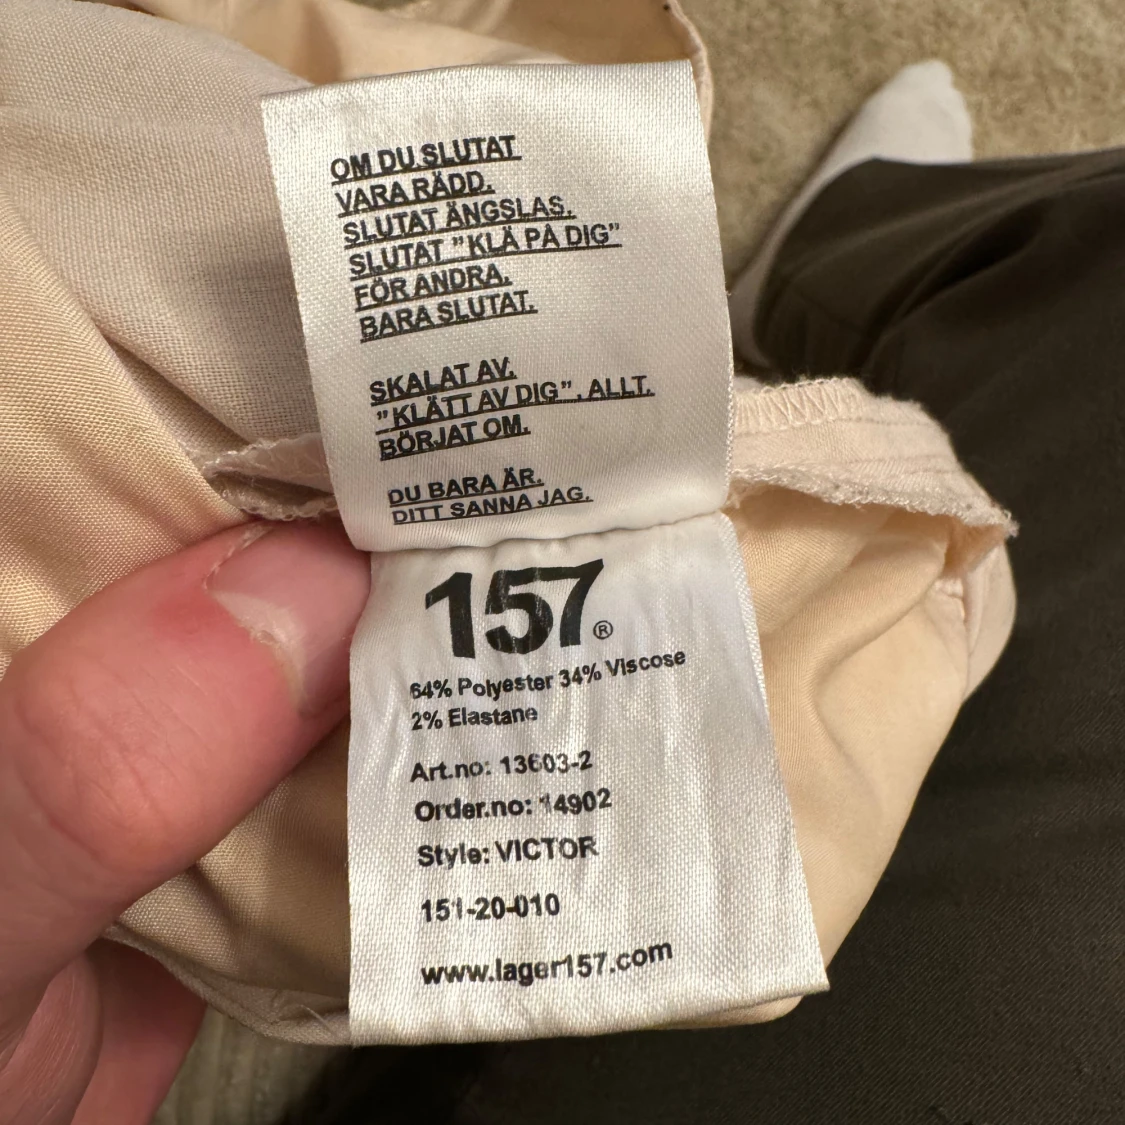 OM DU SLUTAT
VARA RÄDD.
SLUTAT ÄNGSLAS.
SLUTAT ”KLÄ PÅ DIG”
FÖR ANDRA.
BARA SLUTAT.
SKALAT AV.
”KLÄTT AV DIG”. ALLT.
BÖRJAT OM.
DU BARA ÄR.
DITT SANNA JAG.
157®
64% Polyester 34% Viscose
2% Elastane
Art.no: 13603-2
Order.no: 14902
Style: VICTOR
151-20-010
www.lager157.com